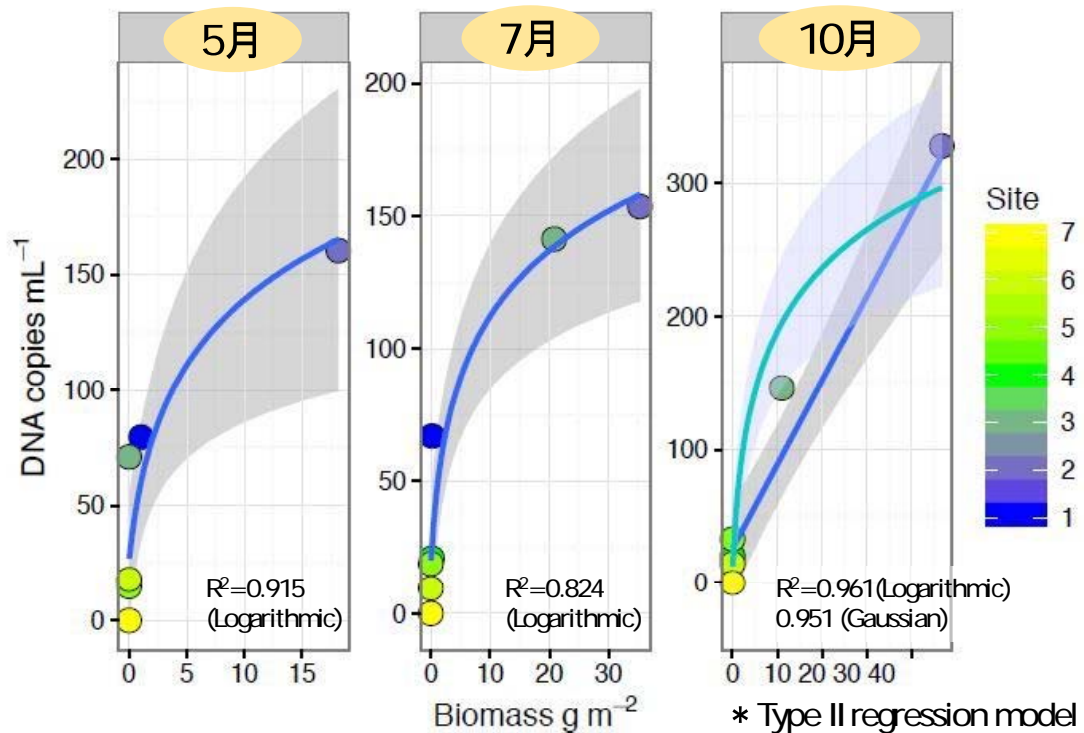 5月
7月
10月
DNA copies mL⁻¹
200
150
100
50
0
200
150
100
50
0
300
200
100
0
R²=0.915
(Logarithmic)
R²=0.824
(Logarithmic)
R²=0.961(Logarithmic)
0.951 (Gaussian)
0 5 10 15
0 10 20 30
0 10 20 30 40
Biomass g m⁻²
* Type II regression model
Site
7
6
5
4
3
2
1